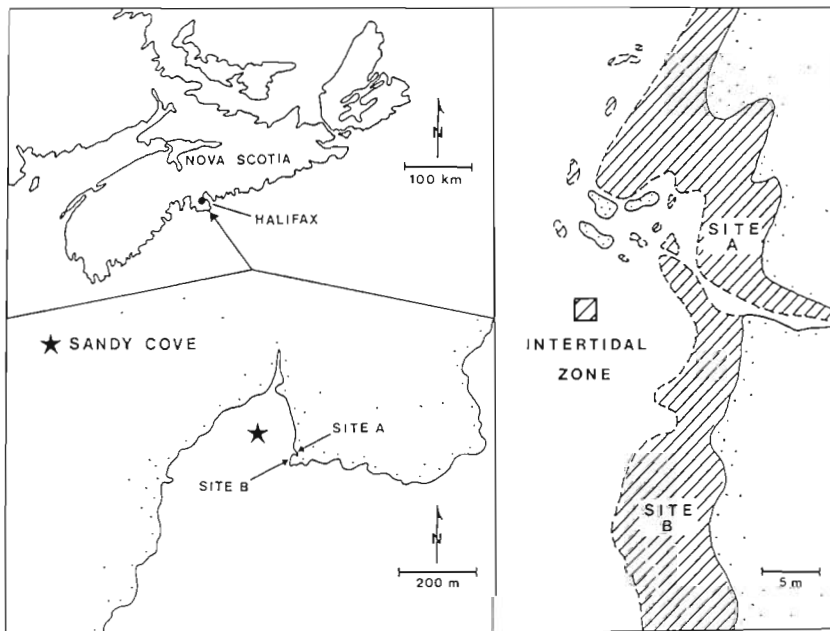 NOVA SCOTIA
N
100 km
HALIFAX
SANDY COVE
SITE A
SITE B
N
200 m
SITE
A
INTERTIDAL
ZONE
SITE
B
5 m